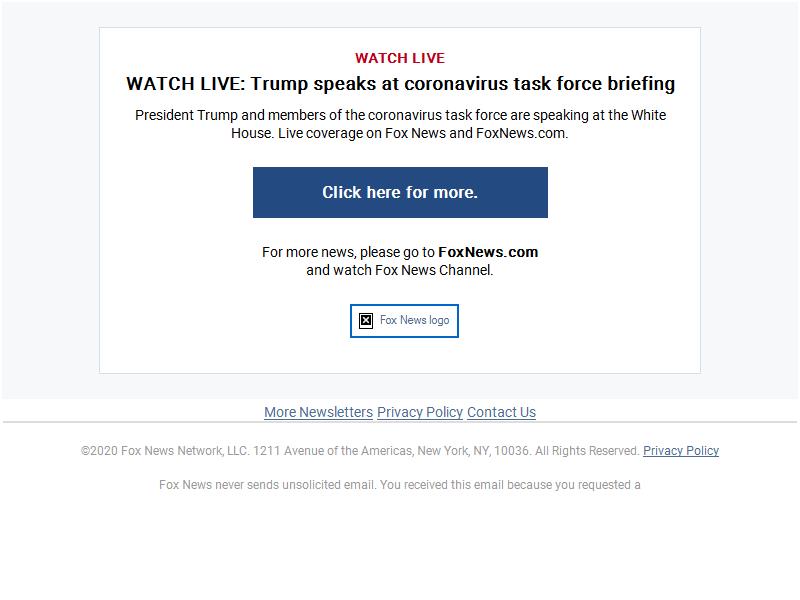 WATCH LIVE
WATCH LIVE: Trump speaks at coronavirus task force briefing
President Trump and members of the coronavirus task force are speaking at the White
House. Live coverage on Fox News and FoxNews.com.
Click here for more.
For more news, please go to FoxNews.com
and watch Fox News Channel.
Fox News logo
More Newsletters Privacy Policy Contact Us
©2020 Fox News Network, LLC. 1211 Avenue of the Americas, New York, NY, 10036. All Rights Reserved. Privacy Policy
Fox News never sends unsolicited email. You received this email because you requested a